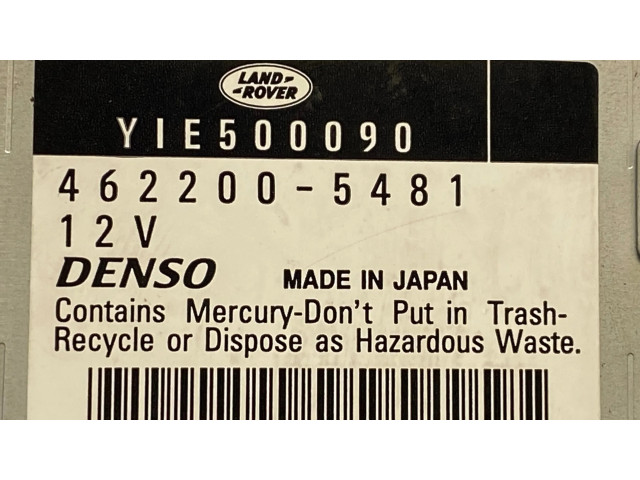 LAND-
-ROVER
YIE500090
462200-5481
12V
DENSO MADE IN JAPAN
Contains Mercury-Don't Put in Trash-
Recycle or Dispose as Hazardous Waste.